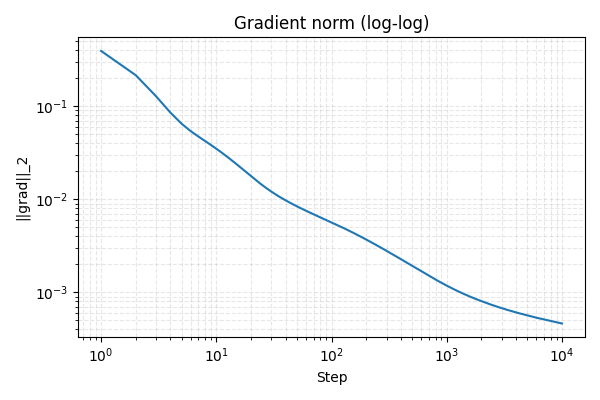 Gradient norm (log-log)
||grad||_2
10⁻¹
10⁻²
10⁻³
10⁰ 10¹ 10² 10³ 10⁴
Step